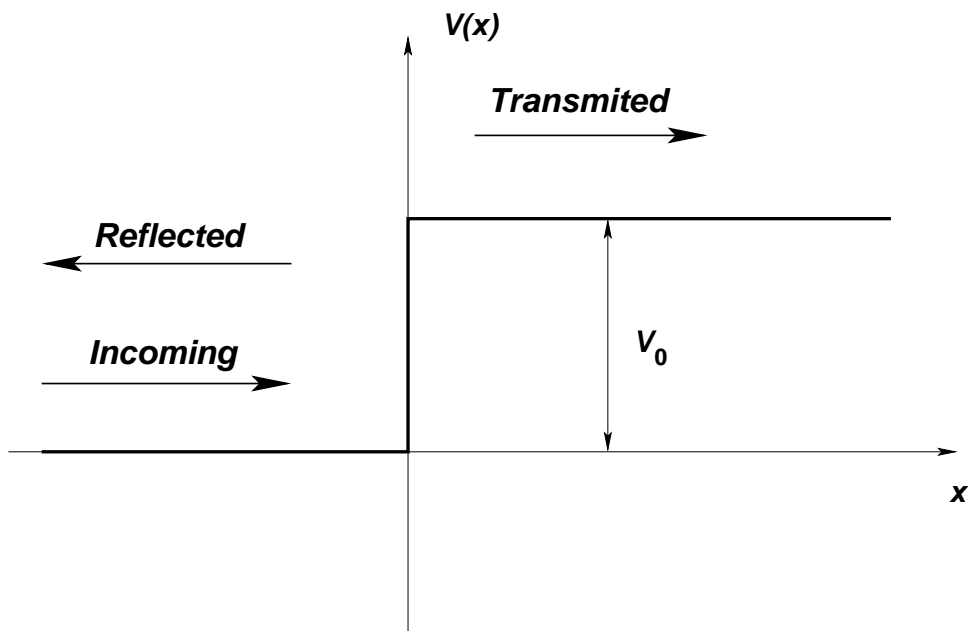 V(x)
Transmited
Reflected
Incoming
V₀
x